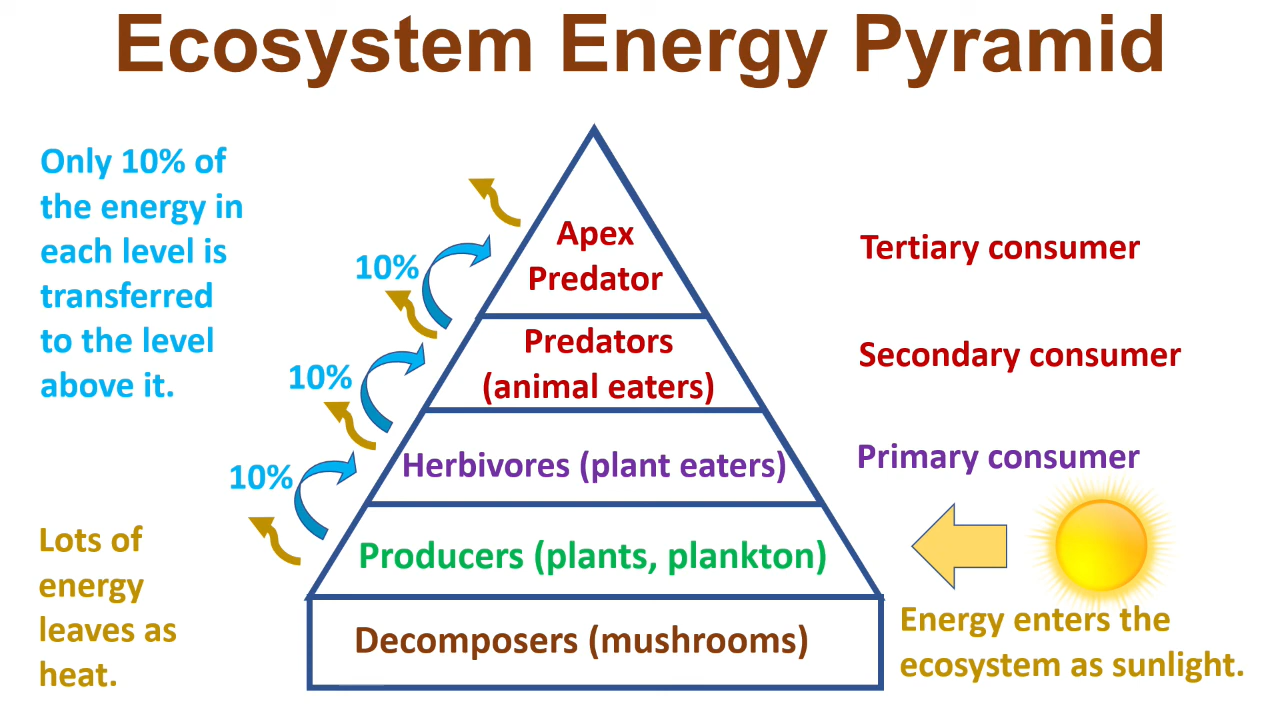 Ecosystem Energy Pyramid
Only 10% of
the energy in
each level is
transferred
to the level
above it.
Lots of
energy
leaves as
heat.
10%
10%
10%
Apex
Predator
Predators
(animal eaters)
Herbivores (plant eaters)
Producers (plants, plankton)
Decomposers (mushrooms)
Tertiary consumer
Secondary consumer
Primary consumer
Energy enters the
ecosystem as sunlight.